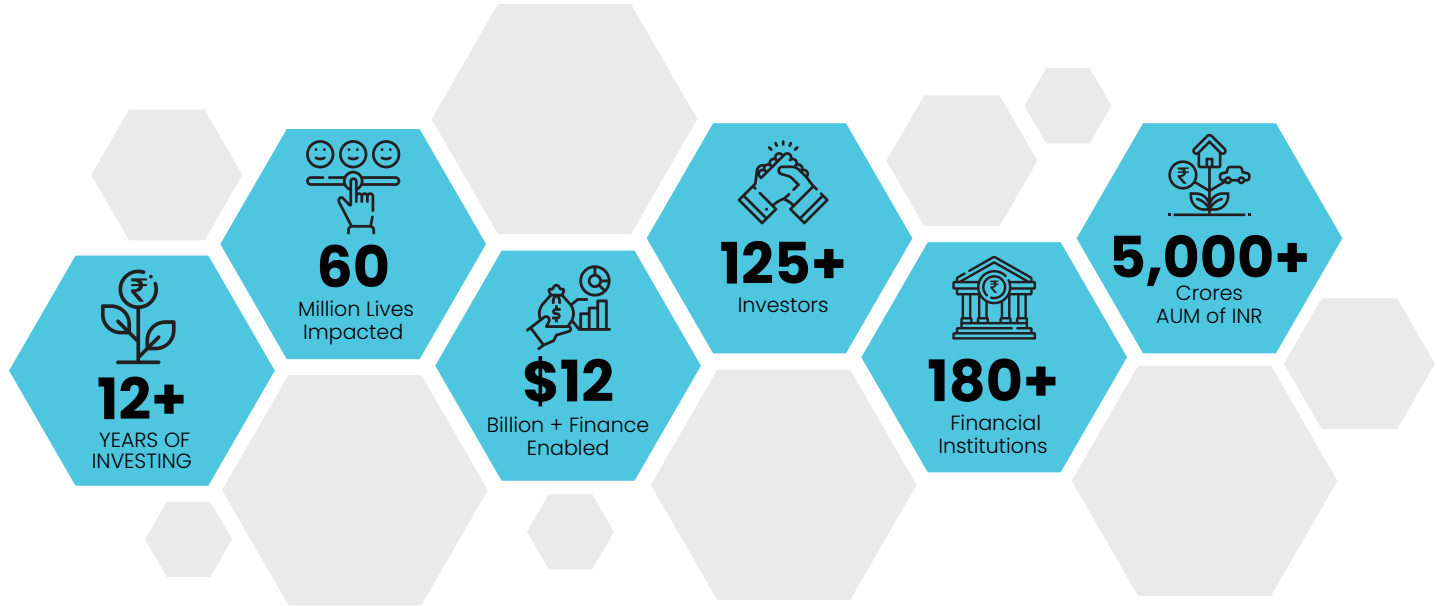 12+
YEARS OF
INVESTING
60
Million Lives
Impacted
$
$12
Billion + Finance
Enabled
125+
Investors
₹
180+
Financial
Institutions
₹
5,000+
Crores
AUM of INR